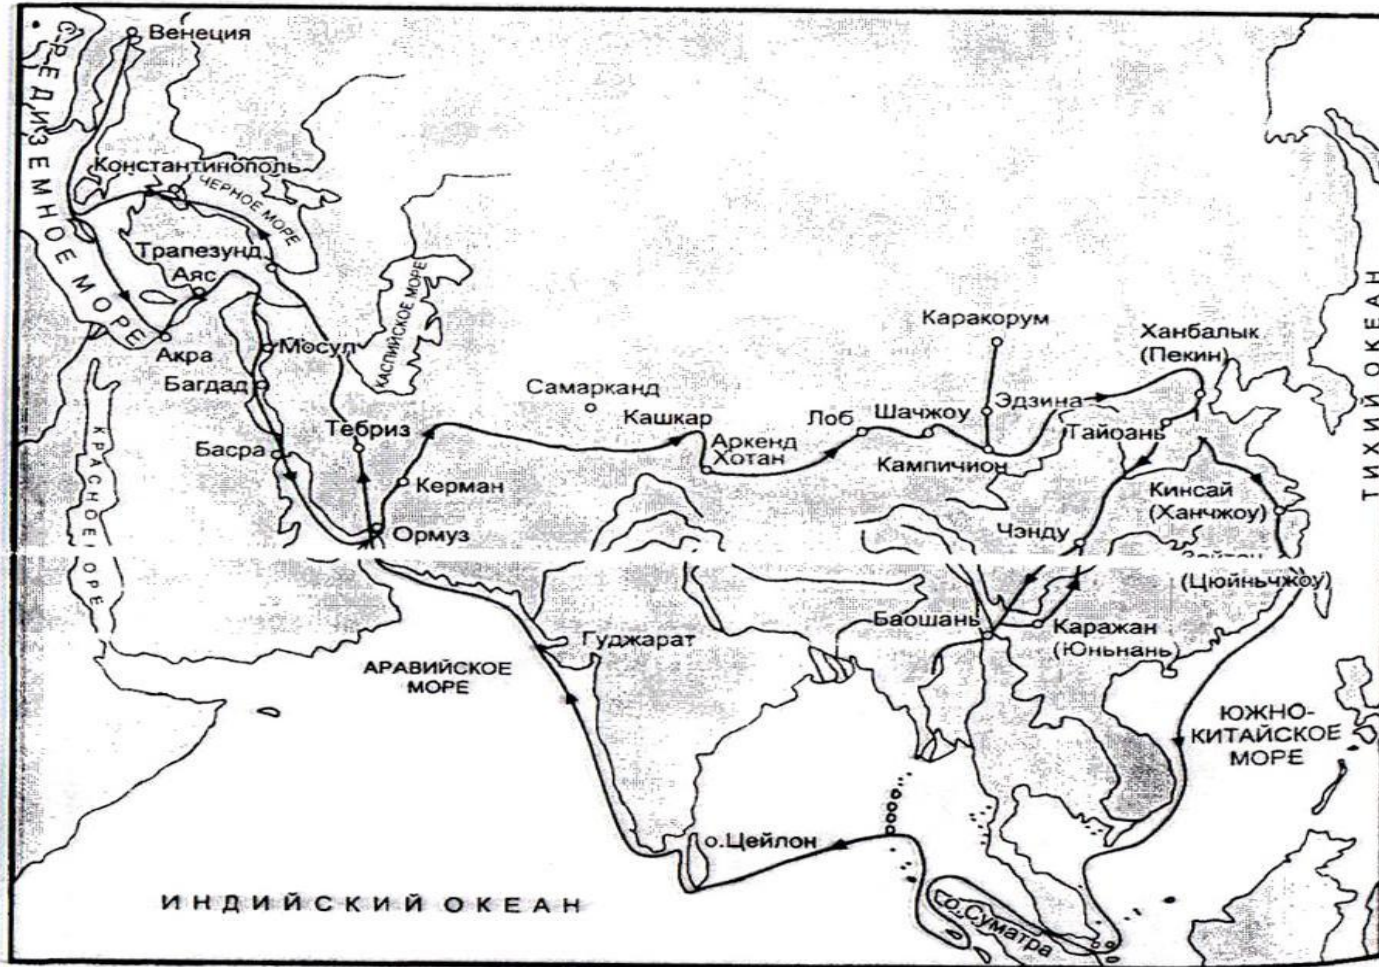 Венеция
СРЕДИЗЕМНОЕ МОРЕ
Константинополь
ЧЕРНОЕ МОРЕ
Трапезунд
Аяс
КАСПИЙСКОЕ МОРЕ
Акра
Мосул
Багдад
Басра
Тебриз
Керман
Ормуз
КРАСНОЕ МОРЕ
Самарканд
Кашкар
Аркенд
Хотан
Лоб
Шачжоу
Каракорум
Эдзина
Кампичион
Ханбалык
(Пекин)
Тайоань
Кинсай
(Ханчжоу)
Чэнду
(Цюйньчжоу)
Баошань
Каражан
(Юньнань)
ТИХИЙ ОКЕАН
Гуджарат
АРАВИЙСКОЕ
МОРЕ
ЮЖНО-
КИТАЙСКОЕ
МОРЕ
о.Цейлон
о.Суматра
ИНДИЙСКИЙ ОКЕАН